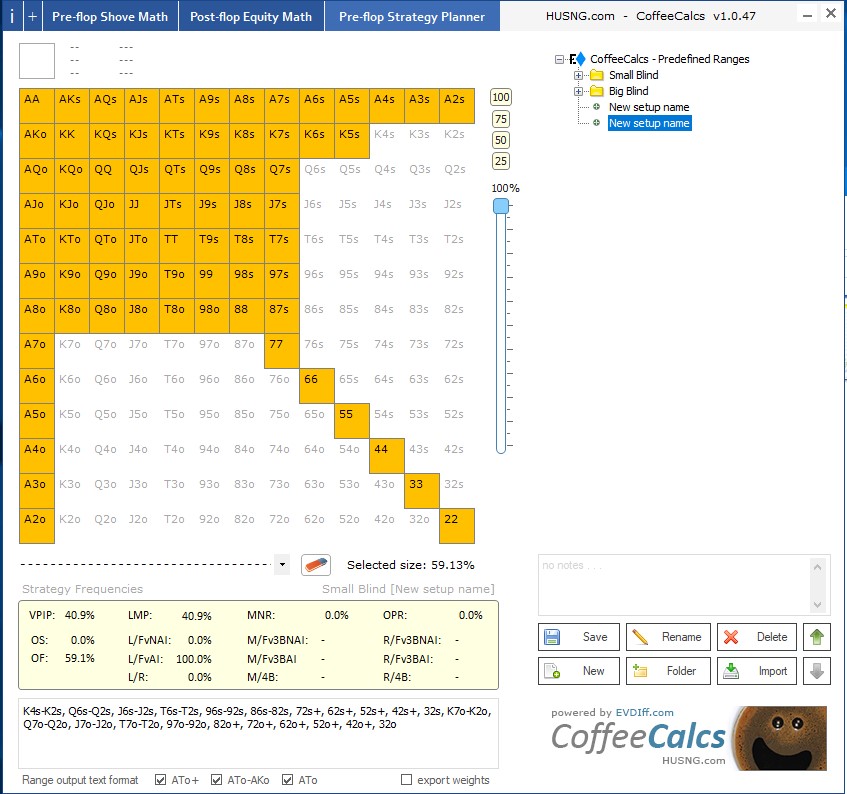 i + Pre-flop Shove Math Post-flop Equity Math Pre-flop Strategy Planner HUSNG.com - CoffeeCalcs v1.0.47
-- ---
-- ---
-- ---
AA AKs AQs AJs ATs A9s A8s A7s A6s A5s A4s A3s A2s
AKo KK KQs KJs KTs K9s K8s K7s K6s K5s K4s K3s K2s
AQo KQo QQ QJs QTs Q9s Q8s Q7s Q6s Q5s Q4s Q3s Q2s
AJo KJo QJo JJ JTs J9s J8s J7s J6s J5s J4s J3s J2s
ATo KTo QTo JTo TT T9s T8s T7s T6s T5s T4s T3s T2s
A9o K9o Q9o J9o T9o 99 98s 97s 96s 95s 94s 93s 92s
A8o K8o Q8o J8o T8o 98o 88 87s 86s 85s 84s 83s 82s
A7o K7o Q7o J7o T7o 97o 87o 77 76s 75s 74s 73s 72s
A6o K6o Q6o J6o T6o 96o 86o 76o 66 65s 64s 63s 62s
A5o K5o Q5o J5o T5o 95o 85o 75o 65o 55 54s 53s 52s
A4o K4o Q4o J4o T4o 94o 84o 74o 64o 54o 44 43s 42s
A3o K3o Q3o J3o T3o 93o 83o 73o 63o 53o 43o 33 32s
A2o K2o Q2o J2o T2o 92o 82o 72o 62o 52o 42o 32o 22
100
75
50
25
100%
CoffeeCalcs - Predefined Ranges
Small Blind
Big Blind
New setup name
New setup name
Selected size: 59.13%
Strategy Frequencies Small Blind [New setup name]
VPIP: 40.9% LMP: 40.9% MNR: 0.0% OPR: 0.0%
OS: 0.0% L/FvNAI: 0.0% M/Fv3BNAI: - R/Fv3BNAI: -
OF: 59.1% L/FvAI: 100.0% M/Fv3BAI - R/Fv3BAI: -
L/R: 0.0% M/4B: - R/4B: -
K4s-K2s, Q6s-Q2s, J6s-J2s, T6s-T2s, 96s-92s, 86s-82s, 72s+, 62s+, 52s+, 42s+, 32s, K7o-K2o,
Q7o-Q2o, J7o-J2o, T7o-T2o, 97o-92o, 82o+, 72o+, 62o+, 52o+, 42o+, 32o
Range output text format ATo+ ATo-AKo ATo export weights
no notes . . .
Save Rename Delete
New Folder Import
powered by EVDiff.com
CoffeeCalcs
HUSNG.com